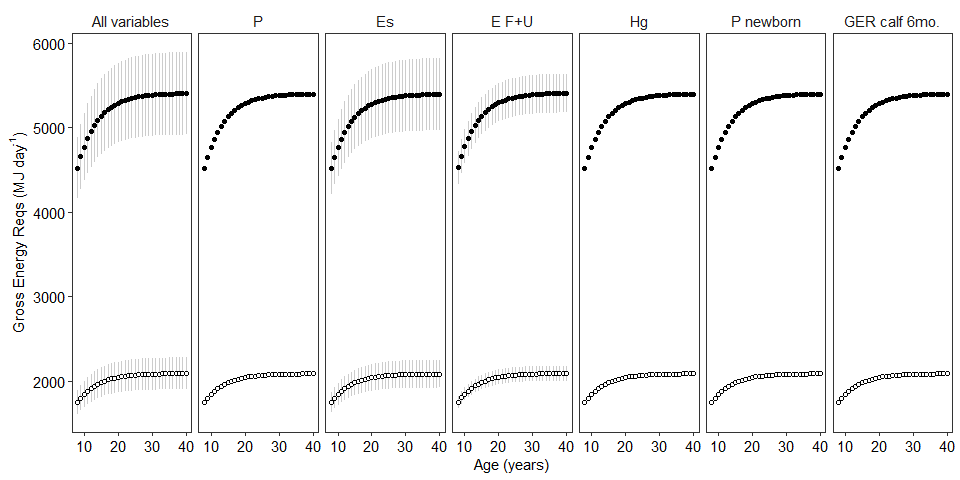 All variables P Es E F+U Hg P newborn GER calf 6mo.
6000
5000
4000
3000
2000
Gross Energy Reqs (MJ day-1)
10 20 30 40 10 20 30 40 10 20 30 40 10 20 30 40 10 20 30 40 10 20 30 40 10 20 30 40
Age (years)